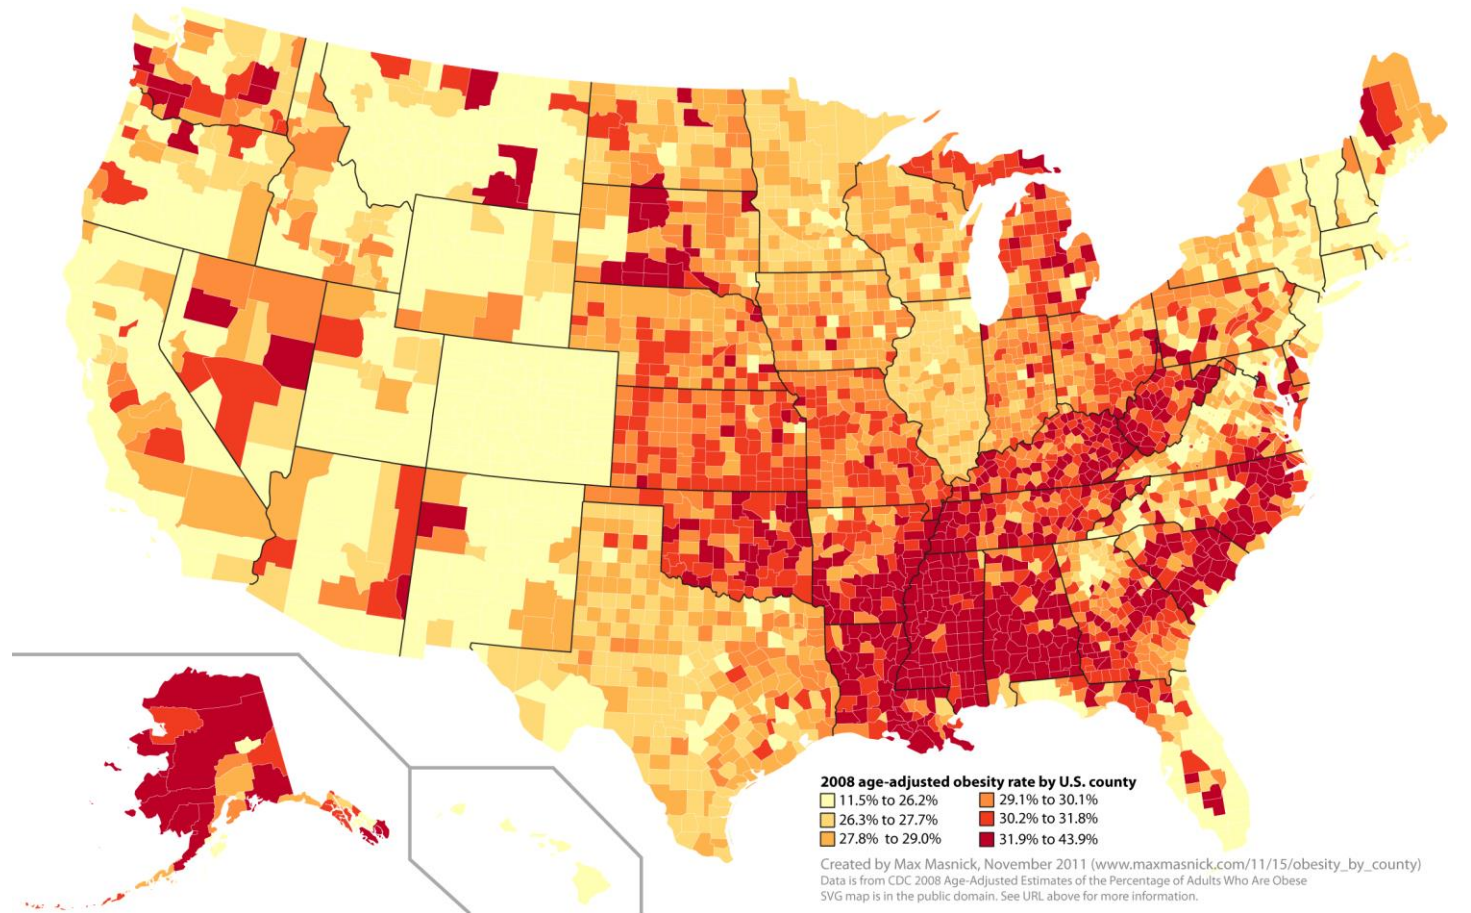 2008 age-adjusted obesity rate by U.S. county
11.5% to 26.2% 29.1% to 30.1%
26.3% to 27.7% 30.2% to 31.8%
27.8%  to 29.0% 31.9% to 43.9%
Created by Max Masnick, November 2011 (www.maxmasnick.com/11/15/obesity_by_county)
Data is from CDC 2008 Age-Adjusted Estimates of the Percentage of Adults Who Are Obese
SVG map is in the public domain. See URL above for more information.